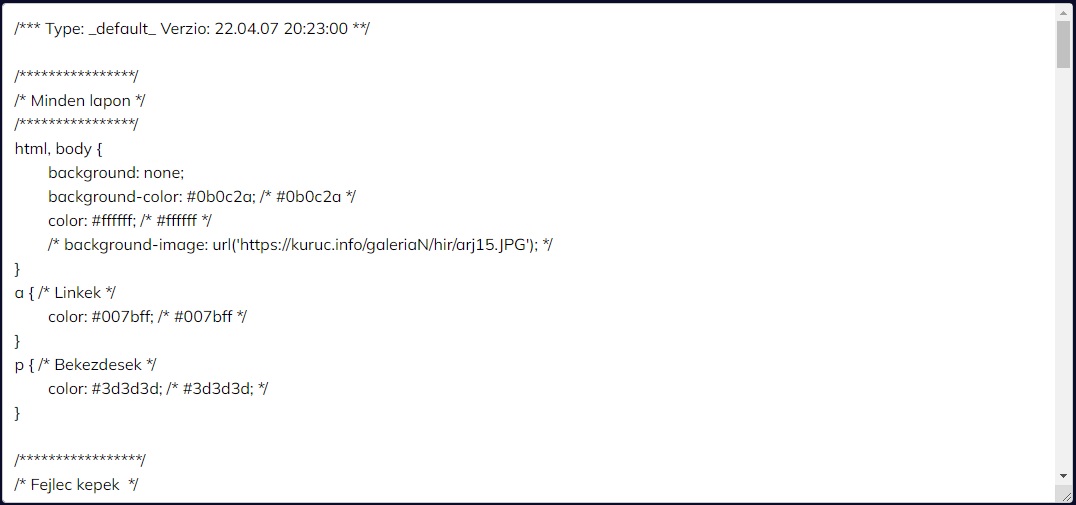 /*** Type: _default_ Verzio: 22.04.07 20:23:00 **/
/****************/
/* Minden lapon */
/****************/
html, body {
background: none;
background-color: #0b0c2a; /* #0b0c2a */
color: #ffffff; /* #ffffff */
/* background-image: url('https://kuruc.info/galeriaN/hir/arj15.JPG'); */
}
a { /* Linkek */
color: #007bff; /* #007bff */
}
p { /* Bekezdesek */
color: #3d3d3d; /* #3d3d3d; */
}
/*****************/
/* Fejlec kepek  */